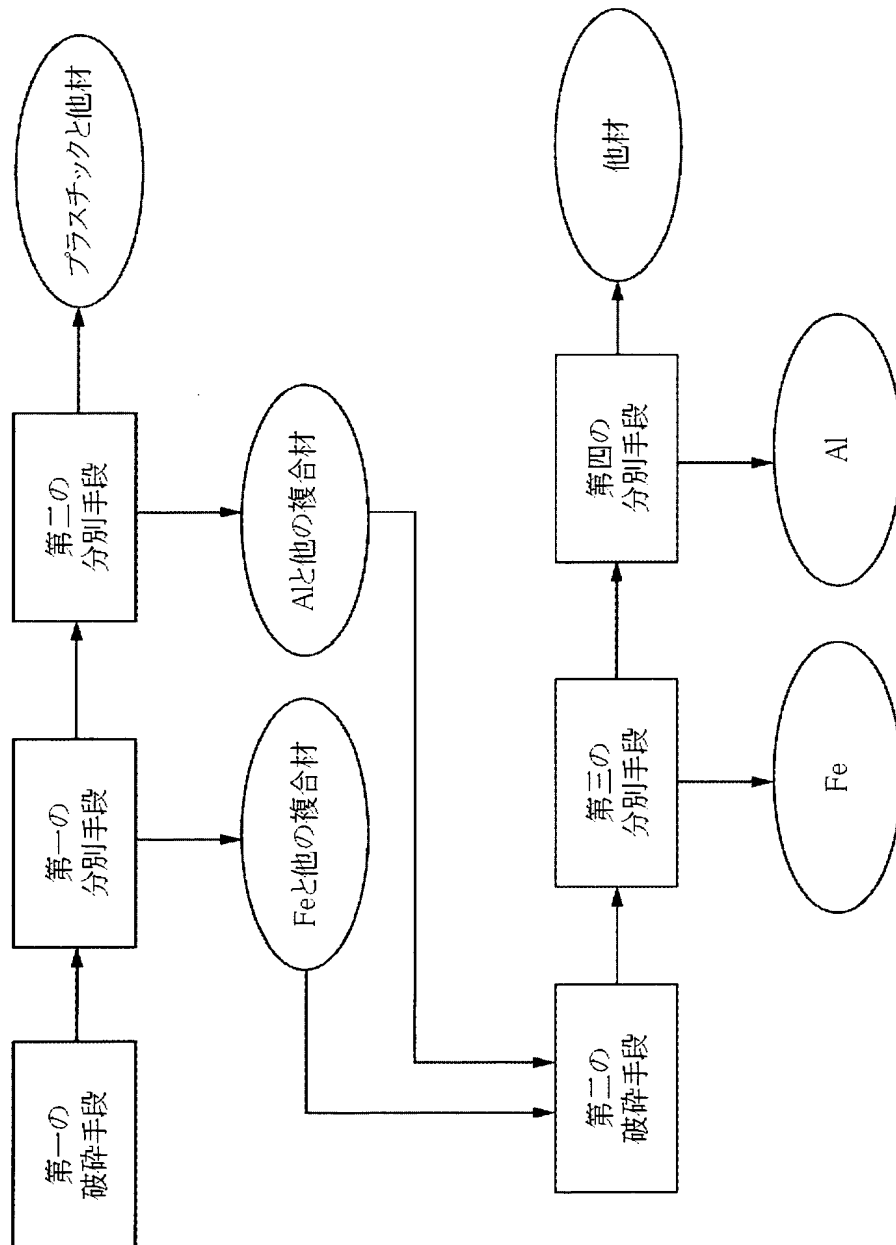 第一の
破砕手段
第一の
分別手段
第二の
分別手段
プラスチックと他材
Feと他の複合材
Alと他の複合材
第二の
破砕手段
第三の
分別手段
第四の
分別手段
他材
Fe
Al